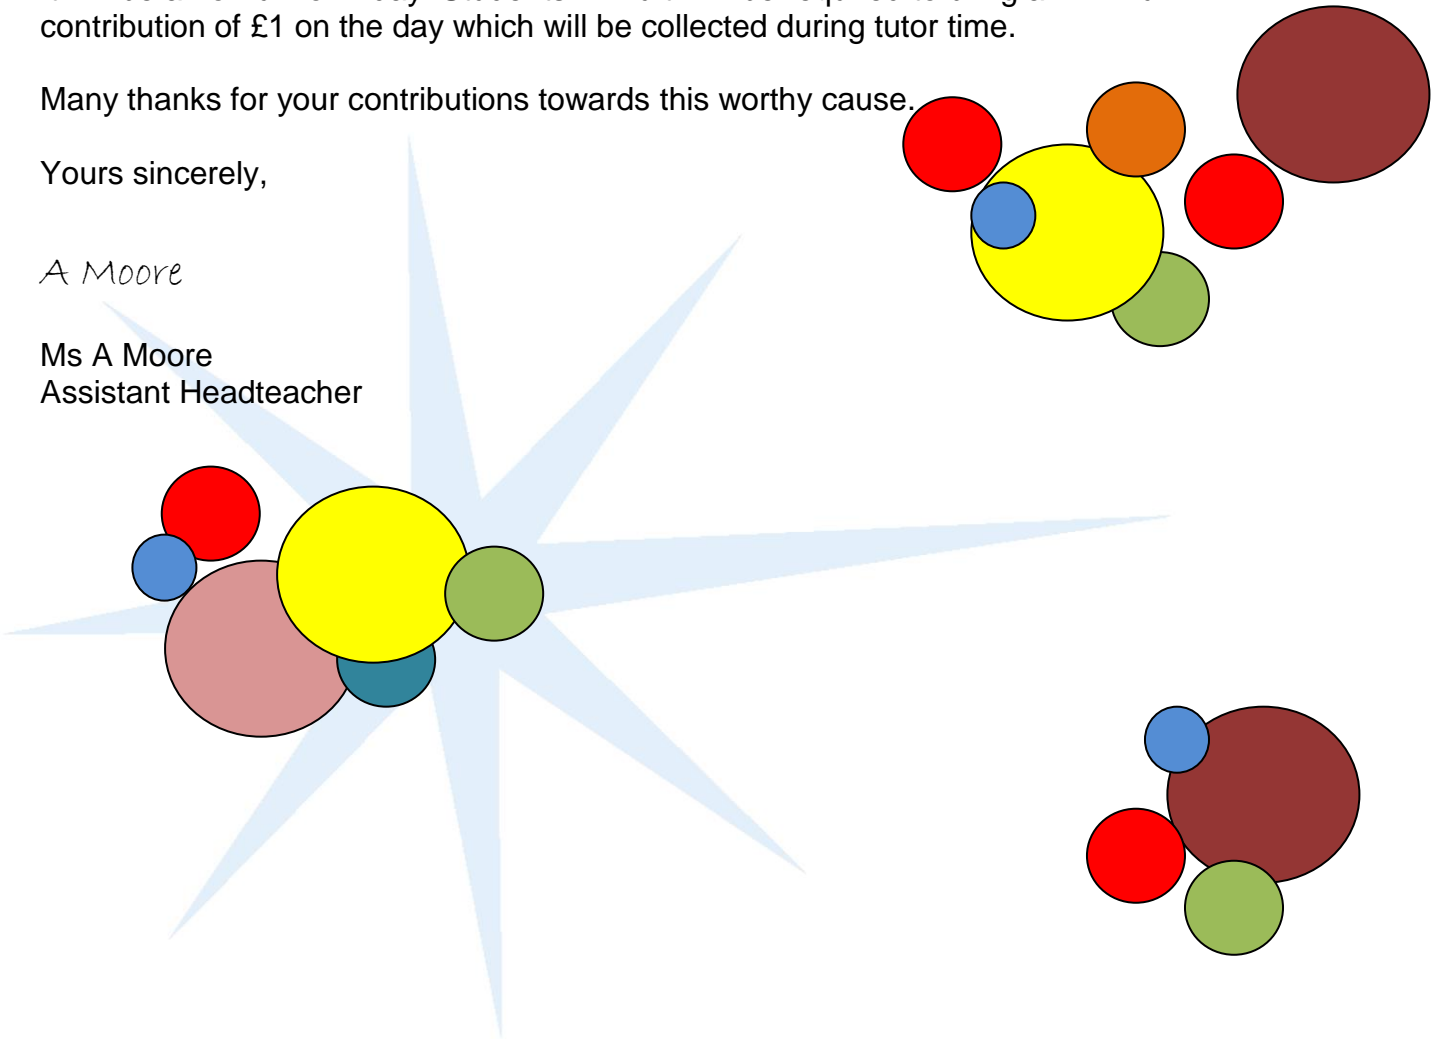 contribution of £1 on the day which will be collected during tutor time.
Many thanks for your contributions towards this worthy cause.
Yours sincerely,
A Moore
Ms A Moore
Assistant Headteacher